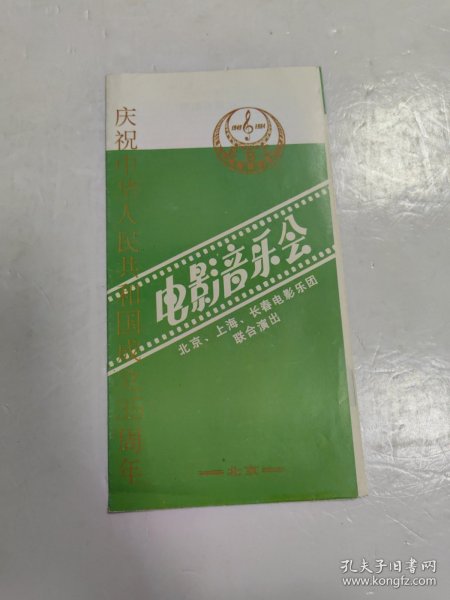 庆祝中华人民共和国成立三十五周年
电影音乐会
北京、上海、长春电影乐团
联合演出
北京
孔夫子旧书网
www.kongfz.com